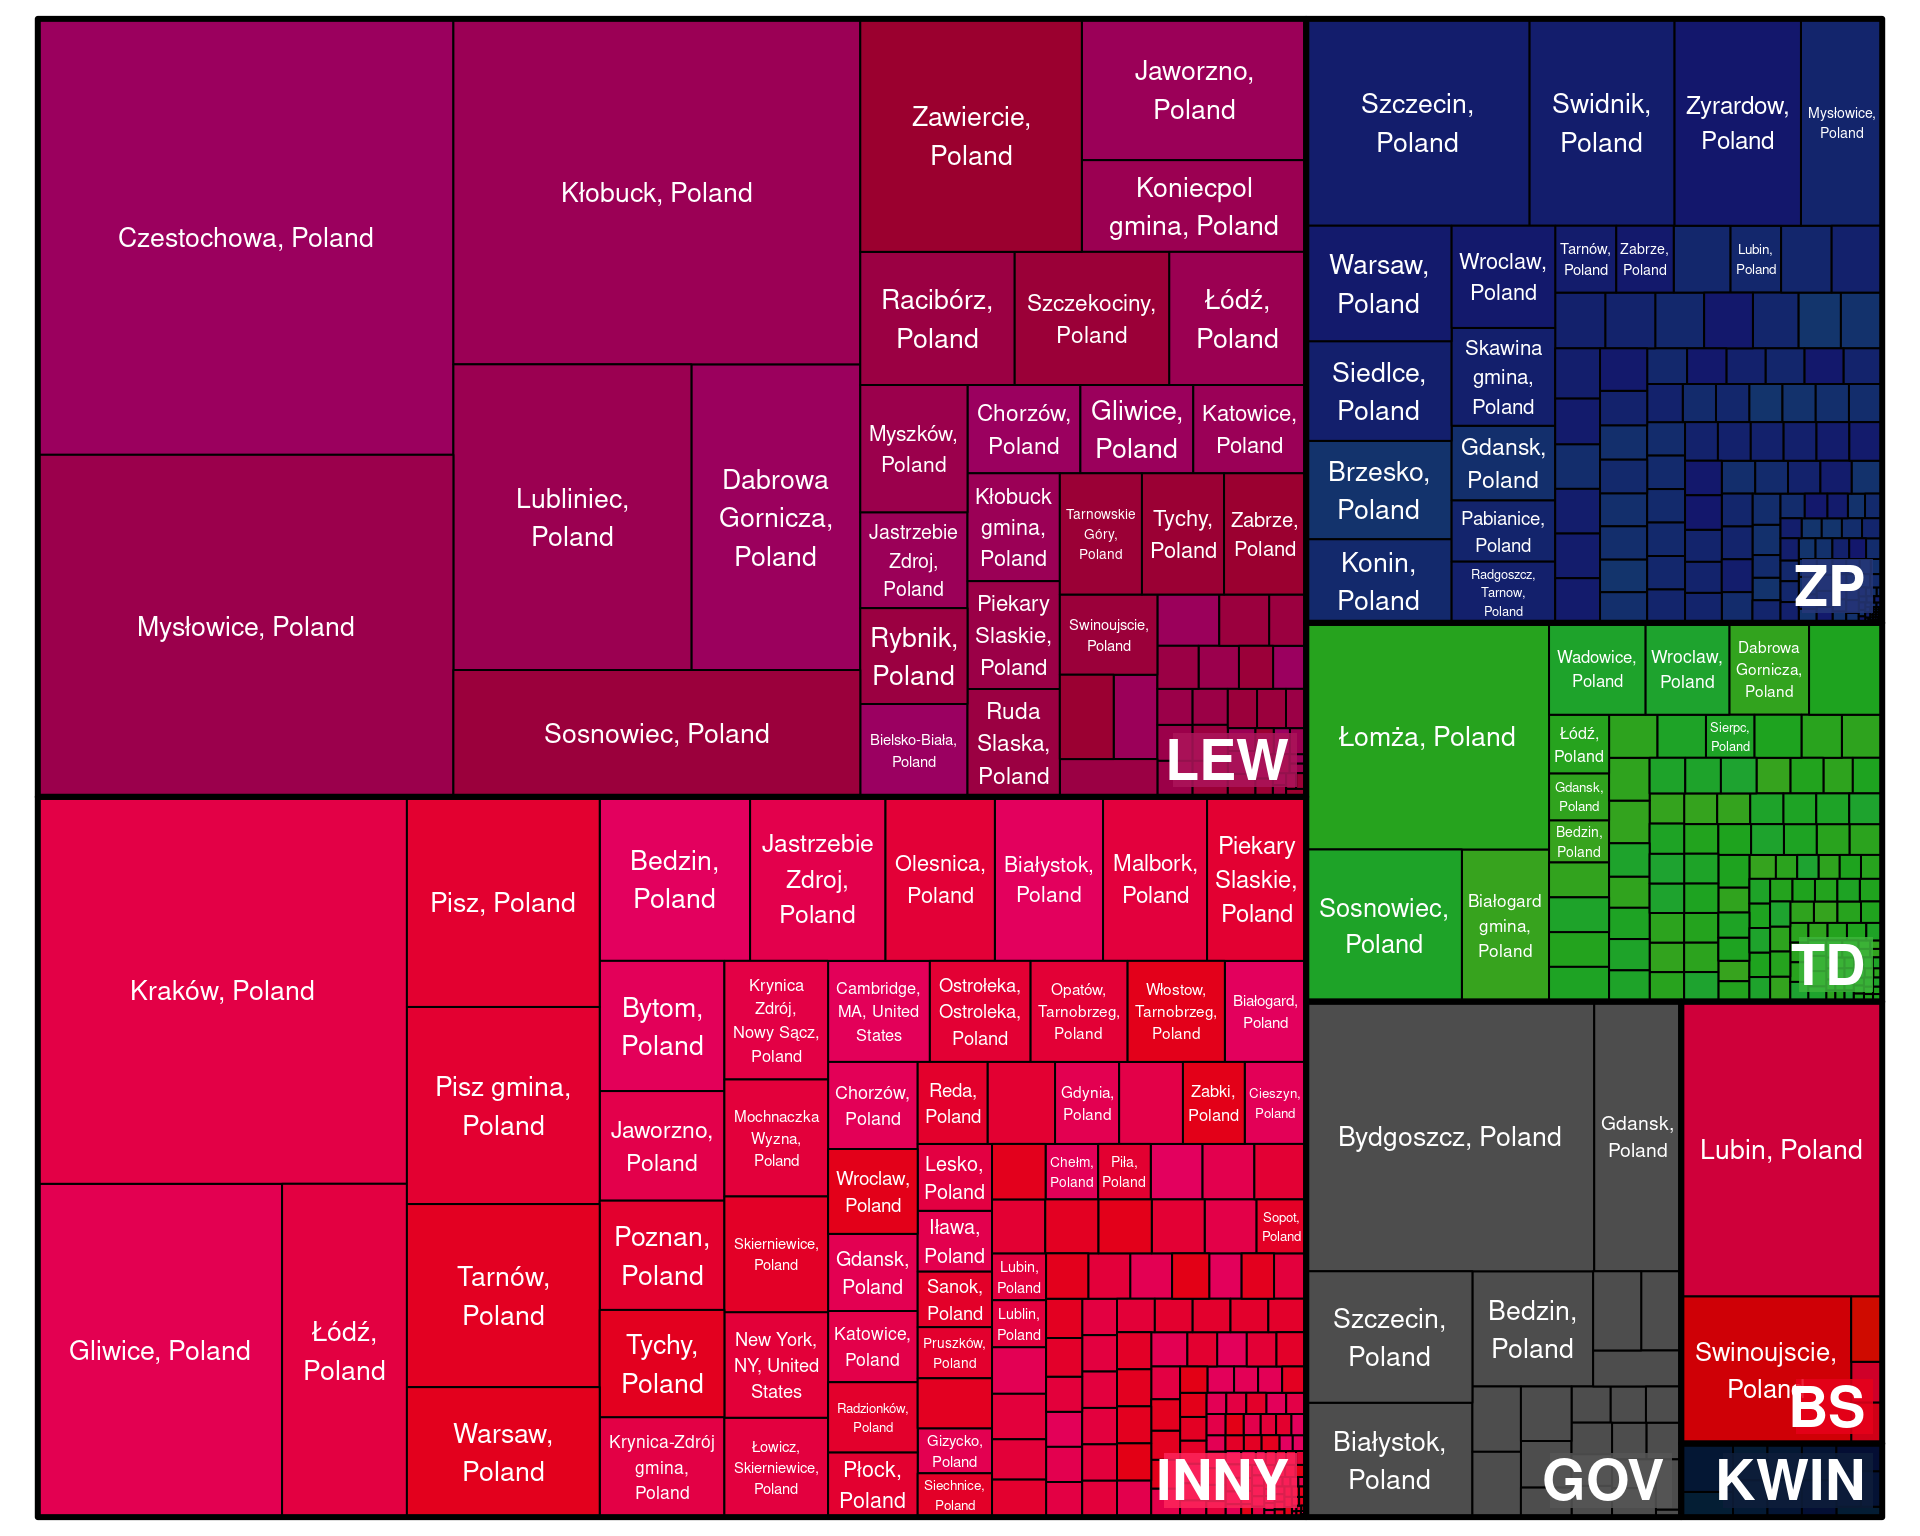 Czestochowa, Poland
Mysłowice, Poland
Kłobuck, Poland
Lubliniec,
Poland
Dabrowa
Gornicza,
Poland
Sosnowiec, Poland
Zawiercie,
Poland
Jaworzno,
Poland
Koniecpol
gmina, Poland
Racibórz,
Poland
Szczekociny,
Poland
Łódź,
Poland
Myszków,
Poland
Jastrzebie
Zdroj,
Poland
Rybnik,
Poland
Bielsko-Biała,
Poland
Chorzów,
Poland
Gliwice,
Poland
Katowice,
Poland
Kłobuck
gmina,
Poland
Piekary
Slaskie,
Poland
Ruda
Slaska,
Poland
Tarnowskie
Góry,
Poland
Tychy,
Poland
Zabrze,
Poland
Swinoujscie,
Poland
LEW
Szczecin,
Poland
Swidnik,
Poland
Zyrardow,
Poland
Mysłowice,
Poland
Warsaw,
Poland
Siedlce,
Poland
Brzesko,
Poland
Konin,
Poland
Wroclaw,
Poland
Skawina
gmina,
Poland
Gdansk,
Poland
Pabianice,
Poland
Radgoszcz,
Tarnow,
Poland
Tarnów,
Poland
Zabrze,
Poland
Lubin,
Poland
ZP
Łomża, Poland
Sosnowiec,
Poland
Białogard
gmina,
Poland
Wadowice,
Poland
Wroclaw,
Poland
Dabrowa
Gornicza,
Poland
Łódź,
Poland
Gdansk,
Poland
Bedzin,
Poland
Sierpc,
Poland
TD
Kraków, Poland
Gliwice, Poland
Łódź,
Poland
Pisz, Poland
Pisz gmina,
Poland
Tarnów,
Poland
Warsaw,
Poland
Bedzin,
Poland
Jastrzebie
Zdroj,
Poland
Olesnica,
Poland
Białystok,
Poland
Malbork,
Poland
Piekary
Slaskie,
Poland
Bytom,
Poland
Jaworzno,
Poland
Poznan,
Poland
Tychy,
Poland
Krynica-Zdrój
gmina,
Poland
Krynica
Zdrój,
Nowy Sącz,
Poland
Mochnaczka
Wyzna,
Poland
Skierniewice,
Poland
New York,
NY, United
States
Łowicz,
Skierniewice,
Poland
Cambridge,
MA, United
States
Ostrołeka,
Ostroleka,
Poland
Opatów,
Tarnobrzeg,
Poland
Włostow,
Tarnobrzeg,
Poland
Białogard,
Poland
Chorzów,
Poland
Wroclaw,
Poland
Gdansk,
Poland
Katowice,
Poland
Radzionków,
Poland
Płock,
Poland
Reda,
Poland
Gdynia,
Poland
Zabki,
Poland
Cieszyn,
Poland
Lesko,
Poland
Iława,
Poland
Sanok,
Poland
Pruszków,
Poland
Gizycko,
Poland
Siechnice,
Poland
Chełm,
Poland
Piła,
Poland
Sopot,
Poland
Lubin,
Poland
Lublin,
Poland
INNY
Bydgoszcz, Poland
Gdansk,
Poland
Szczecin,
Poland
Bedzin,
Poland
Białystok,
Poland
GOV
Lubin, Poland
Swinoujscie,
Poland
BS
KWIN